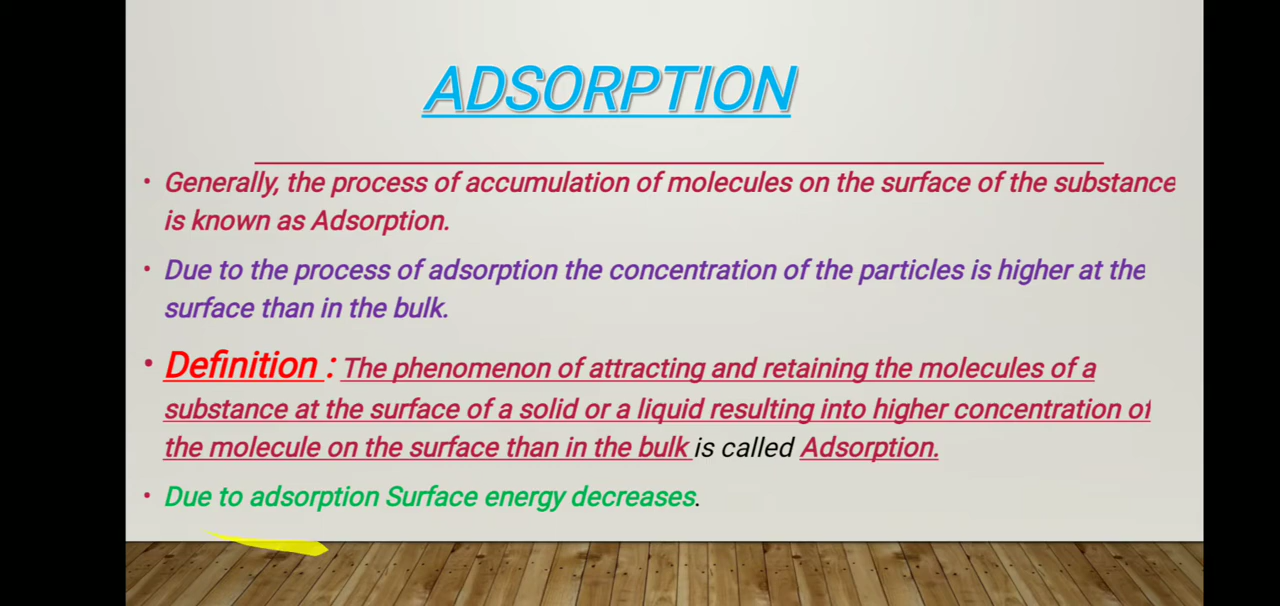 ADSORPTION
• Generally, the process of accumulation of molecules on the surface of the substance
is known as Adsorption.
• Due to the process of adsorption the concentration of the particles is higher at the
surface than in the bulk.
• Definition : The phenomenon of attracting and retaining the molecules of a
substance at the surface of a solid or a liquid resulting into higher concentration of
the molecule on the surface than in the bulk is called Adsorption.
• Due to adsorption Surface energy decreases.